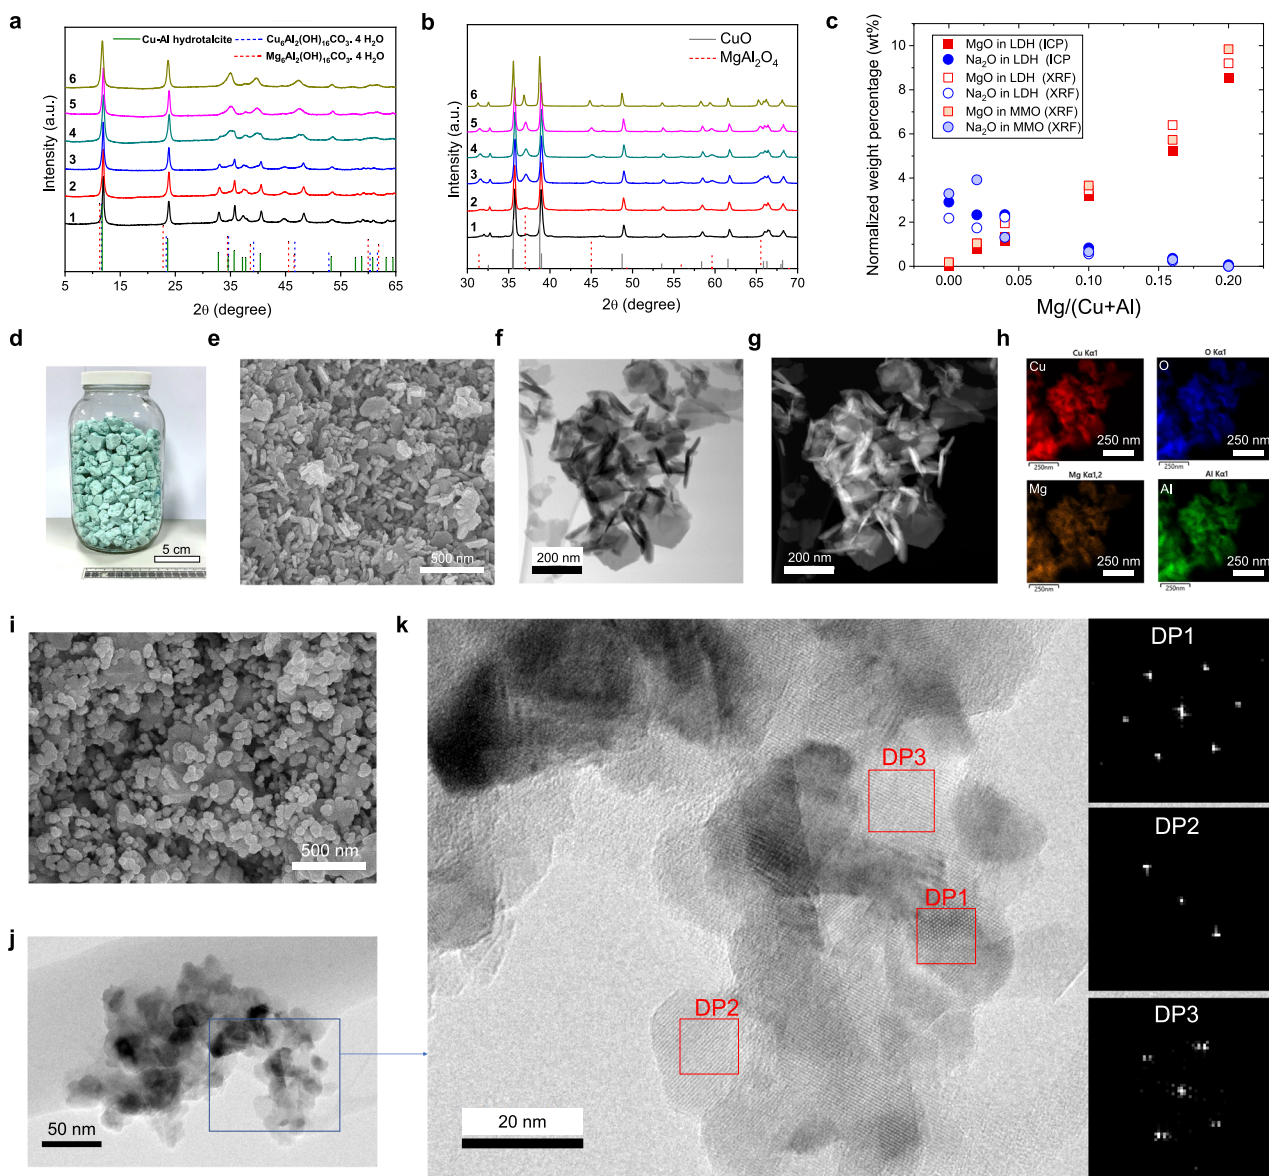 a
Cu-Al hydrotalcite
Cu6Al2(OH)16CO3. 4 H2O
Mg6Al2(OH)16CO3. 4 H2O
Intensity (a.u.)
6
5
4
3
2
1
5 15 25 35 45 55 65
2θ (degree)
b
CuO
MgAl2O4
Intensity (a.u.)
6
5
4
3
2
1
30 35 40 45 50 55 60 65 70
2θ (degree)
c
Normalized weight percentage (wt%)
10
8
6
4
2
0
MgO in LDH (ICP)
Na2O in LDH (ICP
MgO in LDH (XRF)
Na2O in LDH (XRF)
MgO in MMO (XRF)
Na2O in MMO (XRF)
0.00 0.05 0.10 0.15 0.20
Mg/(Cu+Al)
d
5 cm
e
500 nm
f
200 nm
g
200 nm
h
Cu Kα1
Cu
250 nm
250nm
O Kα1
O
250 nm
250nm
Mg Kα1,2
Mg
250 nm
250nm
Al Kα1
Al
250 nm
250nm
i
500 nm
j
50 nm
k
DP3
DP1
DP2
20 nm
DP1
DP2
DP3